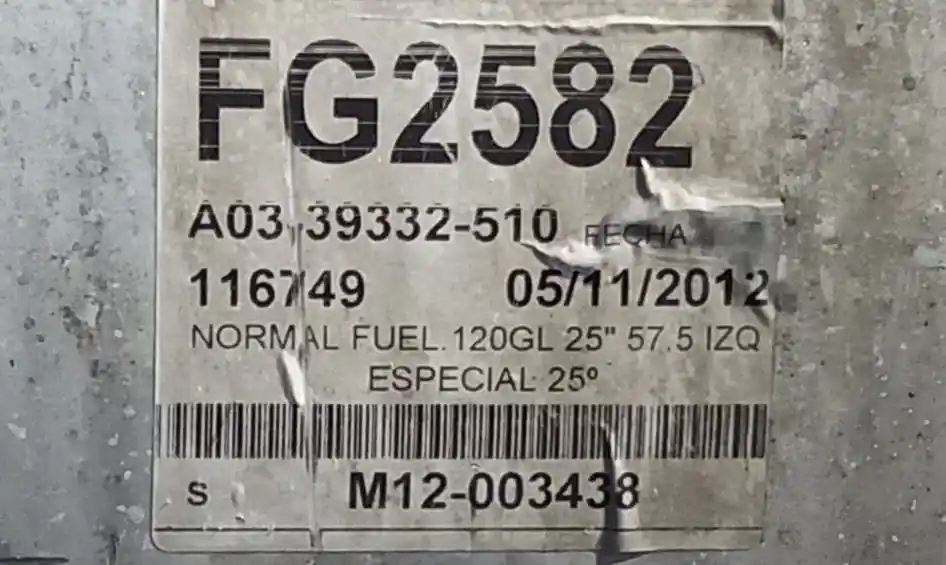 FG2582
A03-39332-510 FECHA
116749 05/11/2012
NORMAL FUEL.120GL 25" 57.5 IZQ
ESPECIAL 25º
S M12-003438